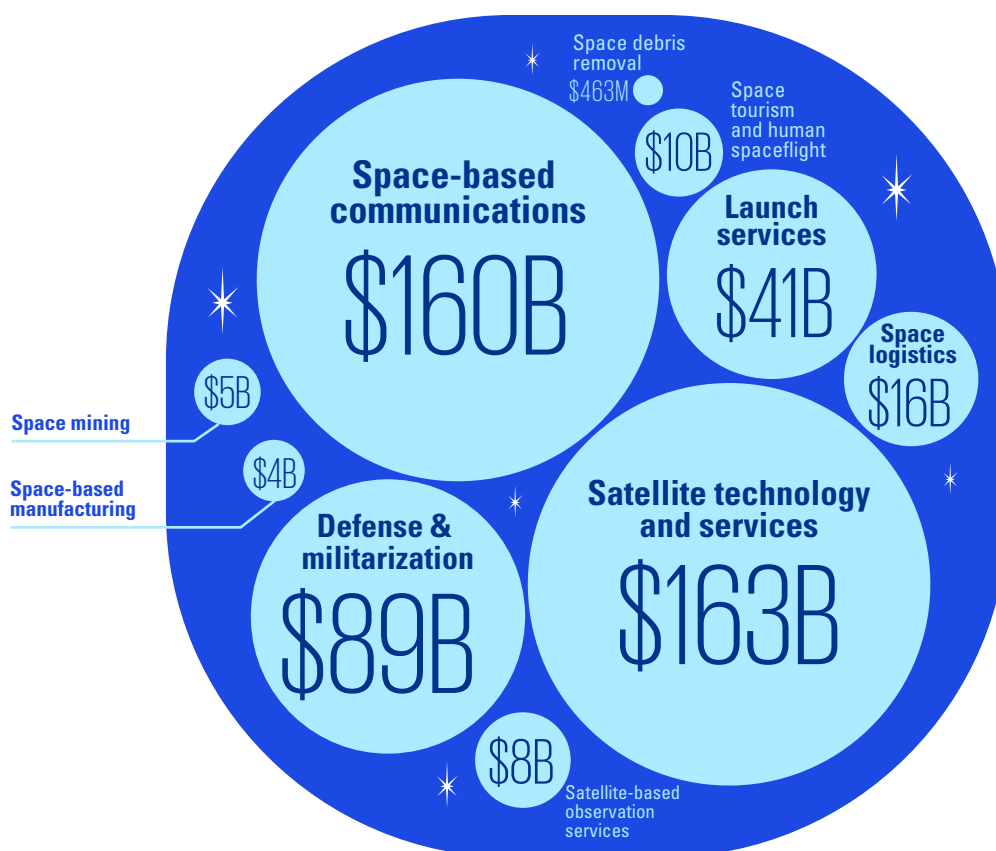 Space debris
removal
$463M
Space
tourism
and human
spaceflight
$10B
Space-based
communications
$160B
Launch
services
$41B
Space
logistics
$16B
$5B
Space mining
$4B
Space-based
manufacturing
Defense &
militarization
$89B
Satellite technology
and services
$163B
$8B
Satellite-based
observation
services